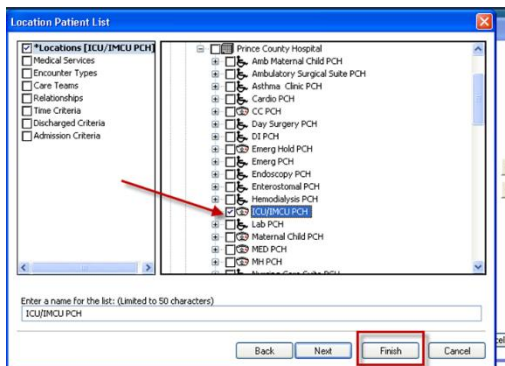 Location Patient List
*Locations [ICU/IMCU PCH]
Medical Services
Encounter Types
Care Teams
Relationships
Time Criteria
Discharged Criteria
Admission Criteria
Prince County Hospital
Amb Maternal Child PCH
Ambulatory Surgical Suite PCH
Asthma Clinic PCH
Cardio PCH
CC PCH
Day Surgery PCH
DI PCH
Emerg Hold PCH
Emerg PCH
Endoscopy PCH
Enterostomal PCH
Hemodialysis PCH
ICU/IMCU PCH
Lab PCH
Maternal Child PCH
MED PCH
MH PCH
Enter a name for the list: (Limited to 50 characters)
ICU/IMCU PCH
Back Next Finish Cancel